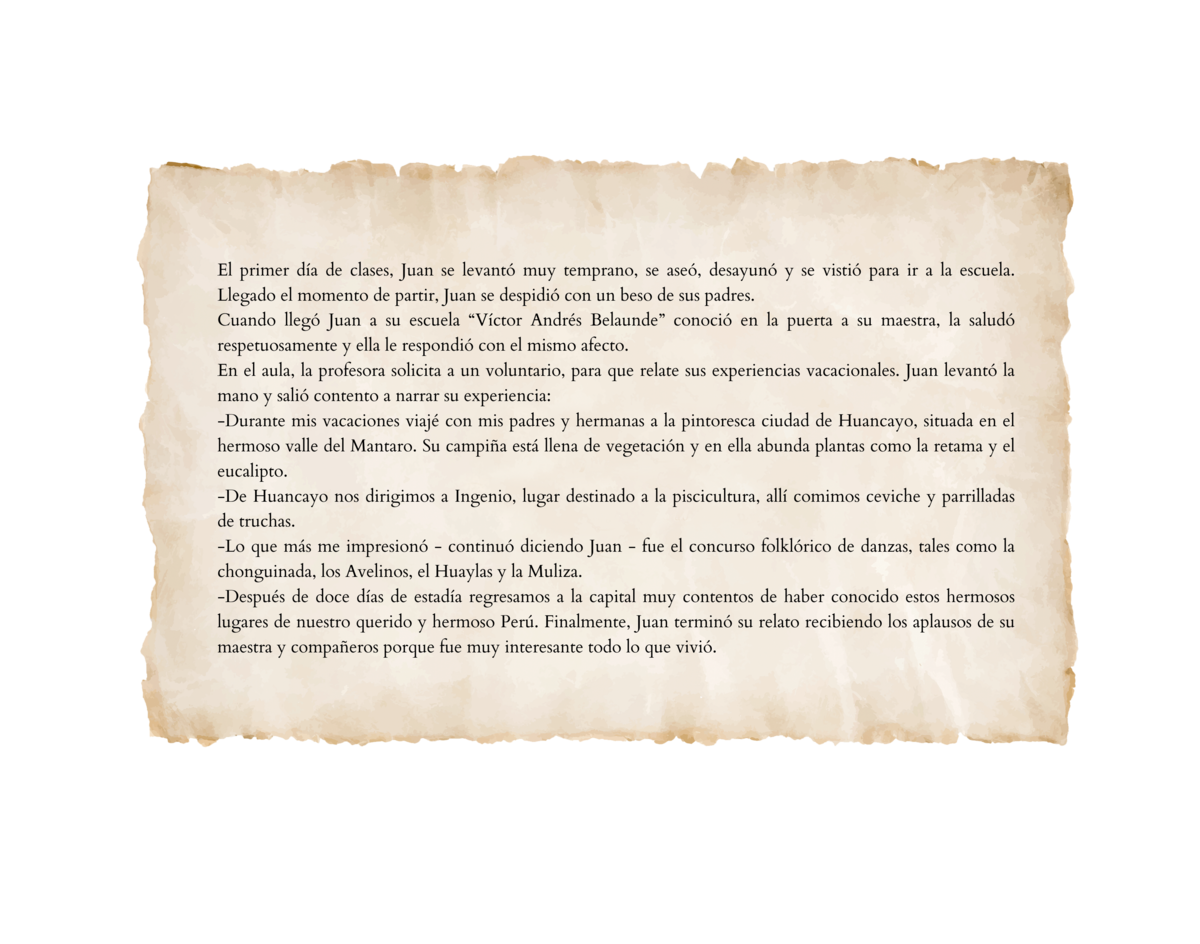 El primer día de clases, Juan se levantó muy temprano, se aseó, desayunó y se vistió para ir a la escuela.
Llegado el momento de partir, Juan se despidió con un beso de sus padres.
Cuando llegó Juan a su escuela “Víctor Andrés Belaunde” conoció en la puerta a su maestra, la saludó
respetuosamente y ella le respondió con el mismo afecto.
En el aula, la profesora solicita a un voluntario, para que relate sus experiencias vacacionales. Juan levantó la
mano y salió contento a narrar su experiencia:
-Durante mis vacaciones viajé con mis padres y hermanas a la pintoresca ciudad de Huancayo, situada en el
hermoso valle del Mantaro. Su campiña está llena de vegetación y en ella abunda plantas como la retama y el
eucalipto.
-De Huancayo nos dirigimos a Ingenio, lugar destinado a la piscicultura, allí comimos ceviche y parrilladas
de truchas.
-Lo que más me impresionó - continuó diciendo Juan - fue el concurso folklórico de danzas, tales como la
chonguinada, los Avelinos, el Huaylas y la Muliza.
-Después de doce días de estadía regresamos a la capital muy contentos de haber conocido estos hermosos
lugares de nuestro querido y hermoso Perú. Finalmente, Juan terminó su relato recibiendo los aplausos de su
maestra y compañeros porque fue muy interesante todo lo que vivió.